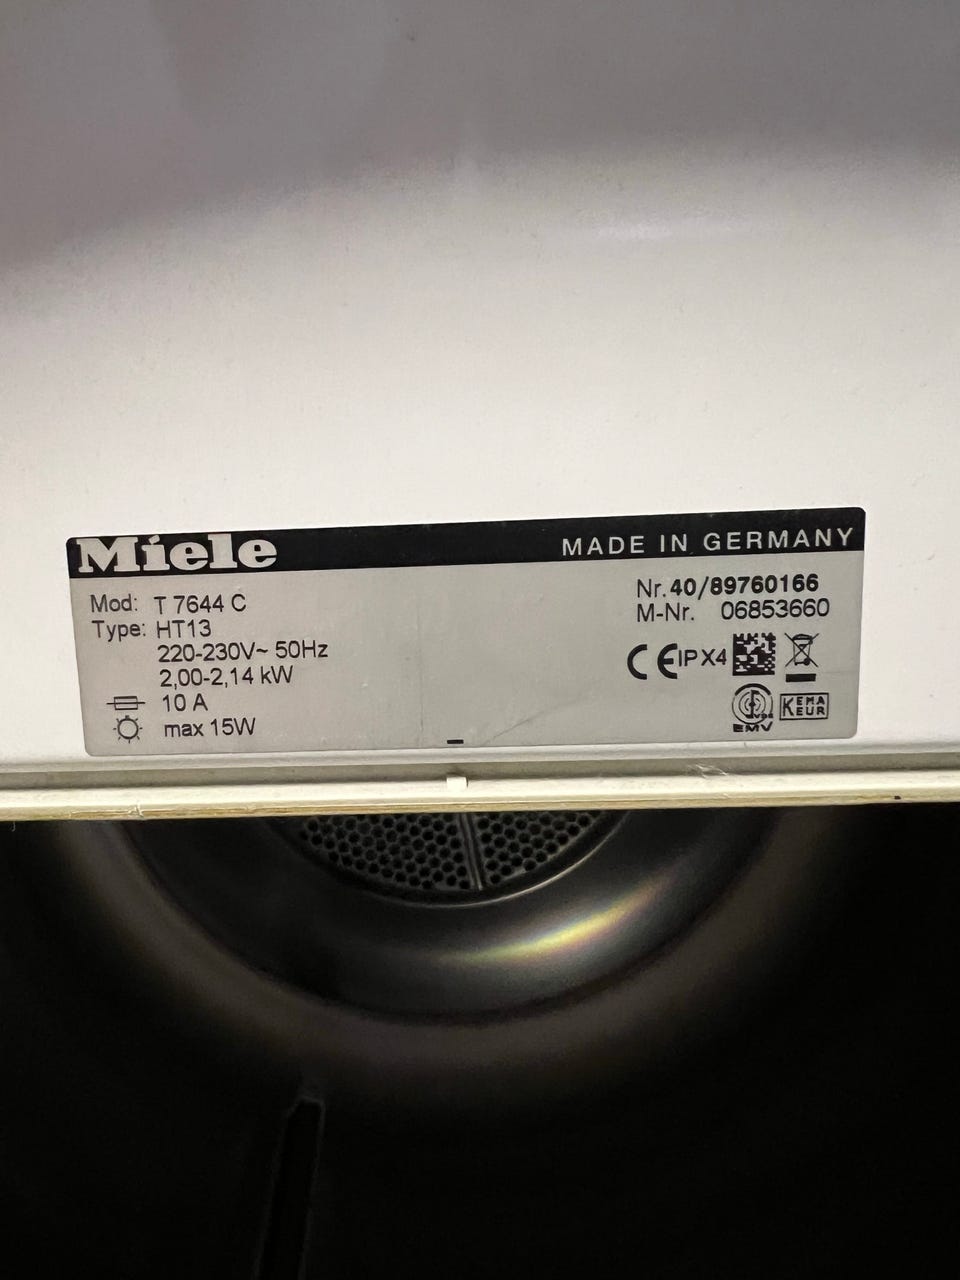 Miele MADE IN GERMANY
Mod: T 7644 C
Type: HT13
220-230V~ 50Hz
2,00-2,14 kW
10 A
max 15W
Nr. 40/89760166
M-Nr. 06853660
CE IPX4
VDE
EMV
KEMA
KEUR